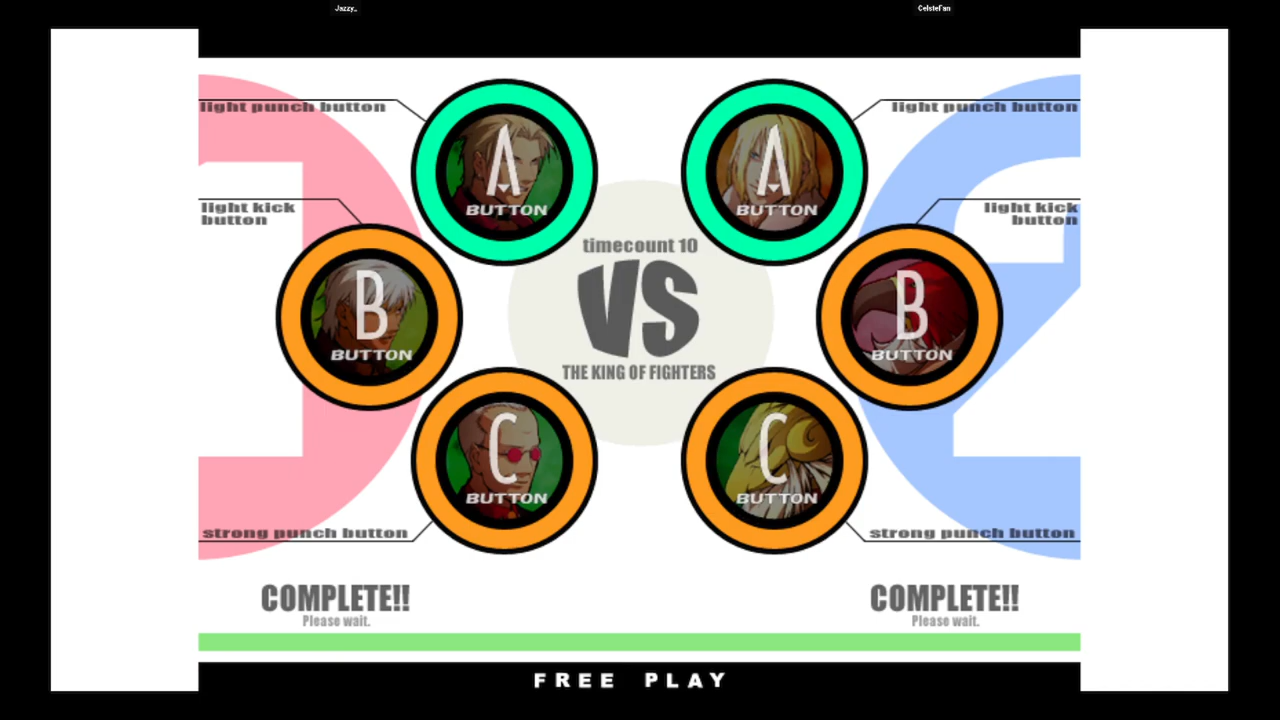 Jazzy_
CelsteFan
light punch button
light punch button
A
BUTTON
A
BUTTON
light kick
button
light kick
button
timecount 10
VS
THE KING OF FIGHTERS
B
BUTTON
B
BUTTON
C
BUTTON
C
BUTTON
strong punch button
strong punch button
COMPLETE!!
Please wait.
COMPLETE!!
Please wait.
FREE PLAY
1
2